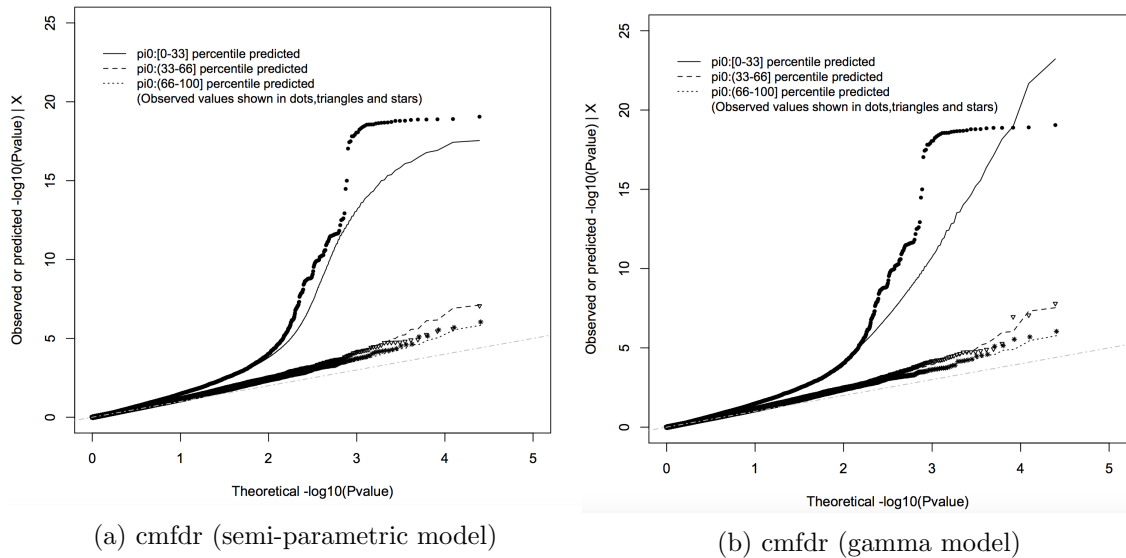 Observed or predicted -log10(Pvalue) | X
25
20
15
10
5
0
pi0:[0-33] percentile predicted
pi0:(33-66] percentile predicted
pi0:(66-100] percentile predicted
(Observed values shown in dots,triangles and stars)
0 1 2 3 4 5
Theoretical -log10(Pvalue)
(a) cmfdr (semi-parametric model)
Observed or predicted -log10(Pvalue) | X
25
20
15
10
5
0
pi0:[0-33] percentile predicted
pi0:(33-66] percentile predicted
pi0:(66-100] percentile predicted
(Observed values shown in dots,triangles and stars)
0 1 2 3 4 5
Theoretical -log10(Pvalue)
(b) cmfdr (gamma model)